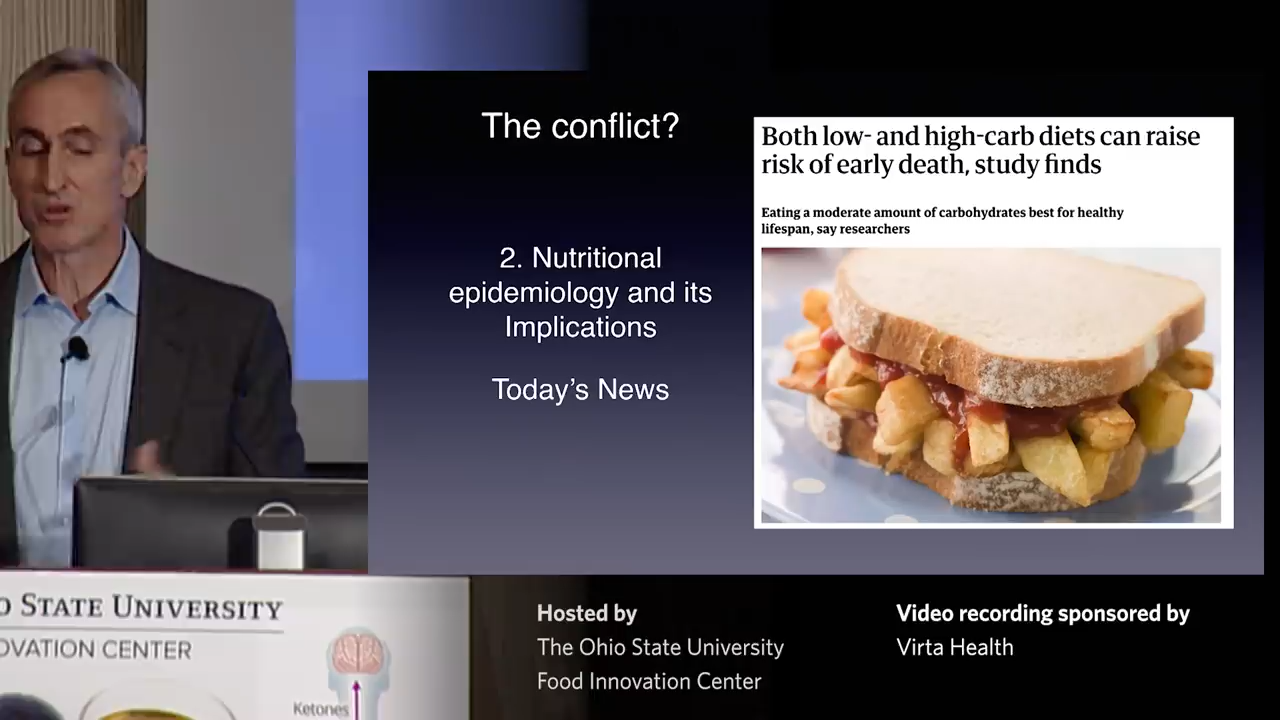 The conflict?
2. Nutritional
epidemiology and its
Implications
Today's News
Both low- and high-carb diets can raise
risk of early death, study finds
Eating a moderate amount of carbohydrates best for healthy
lifespan, say researchers
STATE UNIVERSITY
CENTER
Ketones
Hosted by
The Ohio State University
Food Innovation Center
Video recording sponsored by
Virta Health